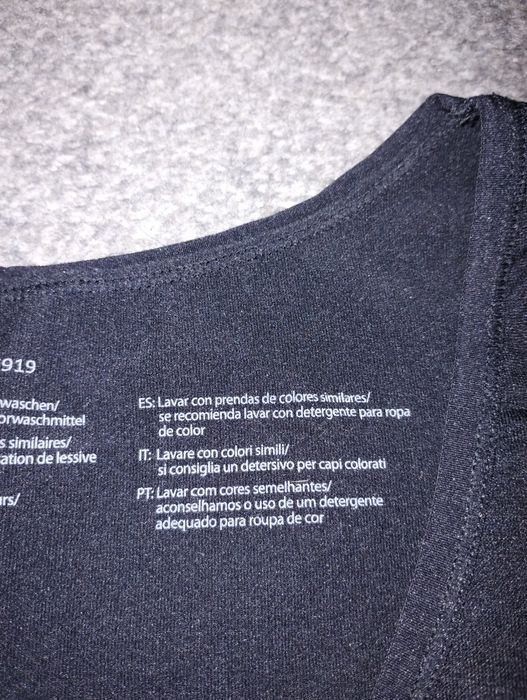 919
waschen/
orwaschmittel
s similaires/
ation de lessive
urs/
ES: Lavar con prendas de colores similares/
se recomienda lavar con detergente para ropa
de color
IT: Lavare con colori simili/
si consiglia un detersivo per capi colorati
PT: Lavar com cores semelhantes/
aconselhamos o uso de um detergente
adequado para roupa de cor